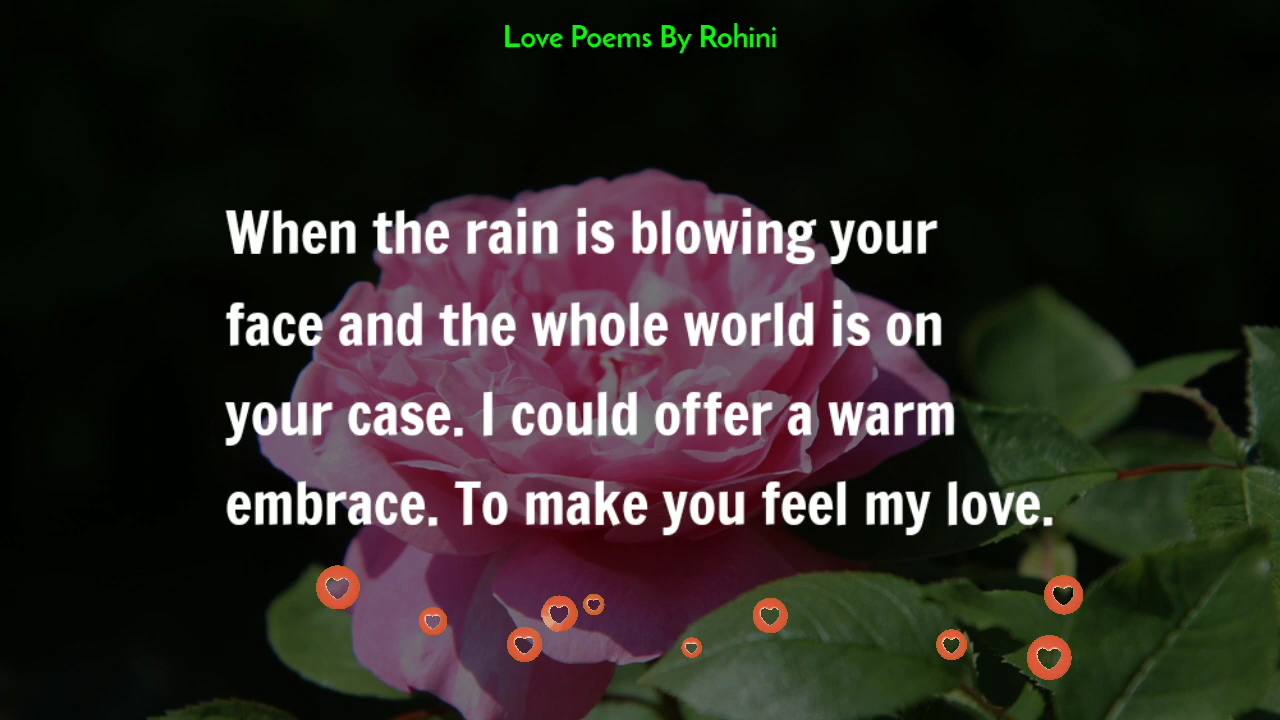 Love Poems By Rohini
When the rain is blowing your
face and the whole world is on
your case. I could offer a warm
embrace. To make you feel my love.